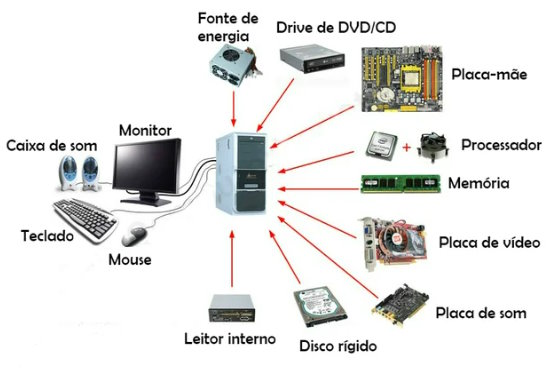 Fonte de
energia
Drive de DVD/CD
Placa-mãe
Caixa de som
Monitor
Processador
+
Memória
Teclado
Mouse
Placa de vídeo
Placa de som
Leitor interno
Disco rígido